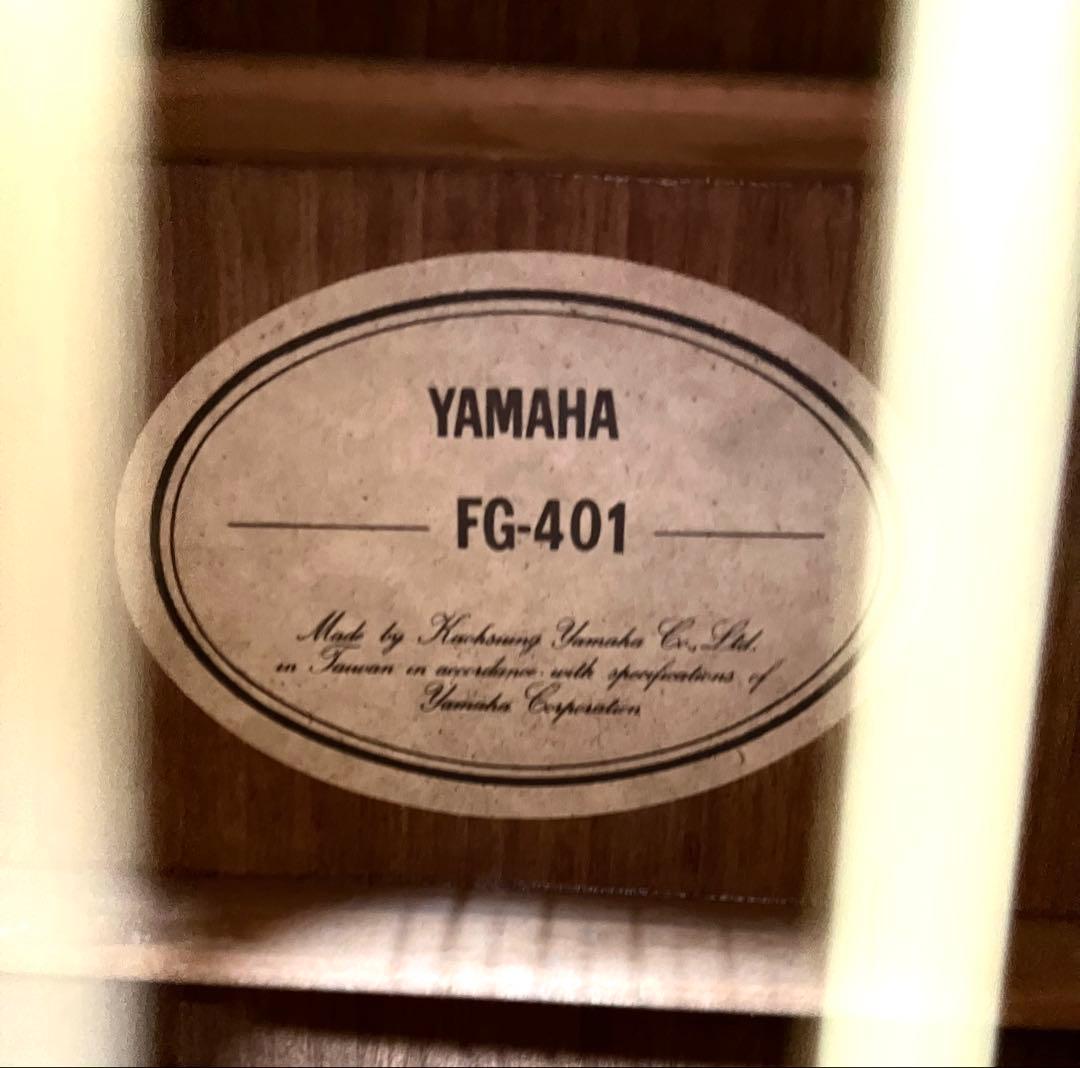 YAMAHA
FG-401
Made by Kaohsiung Yamaha Co., Ltd.
in Taiwan in accordance with specifications of
Yamaha Corporation